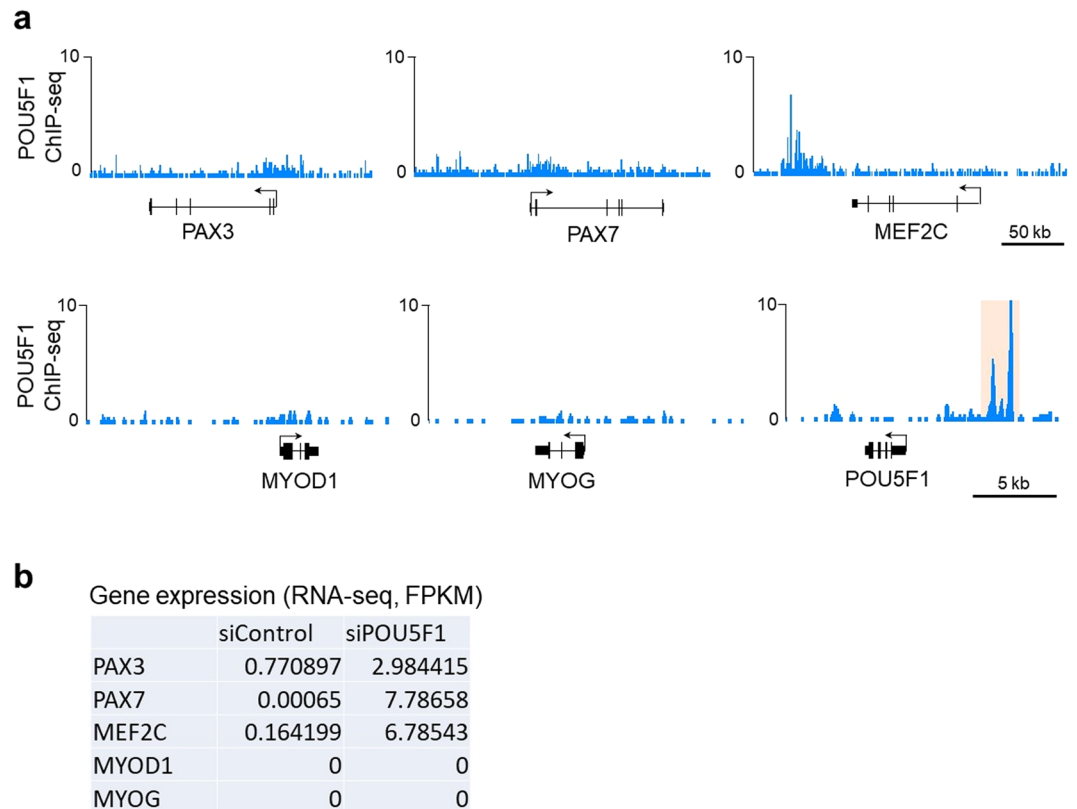 a
POU5F1
ChIP-seq
10
0
10
0
10
0
PAX3
PAX7
MEF2C
50 kb
POU5F1
ChIP-seq
10
0
10
0
10
0
MYOD1
MYOG
POU5F1
5 kb
b
Gene expression (RNA-seq, FPKM)
siControl siPOU5F1
PAX3 0.770897 2.984415
PAX7 0.00065 7.78658
MEF2C 0.164199 6.78543
MYOD1 0 0
MYOG 0 0